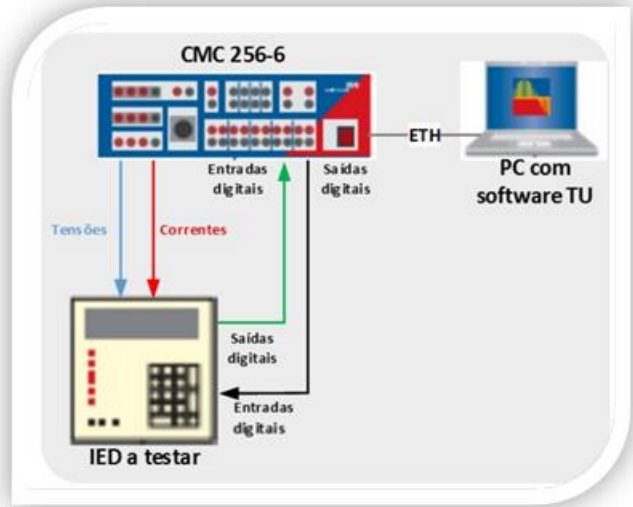 CMC 256-6
ETH
Entradas
digitais
Saídas
digitais
PC com
software TU
Tensões
Correntes
Saídas
digitais
Entradas
digitais
IED a testar